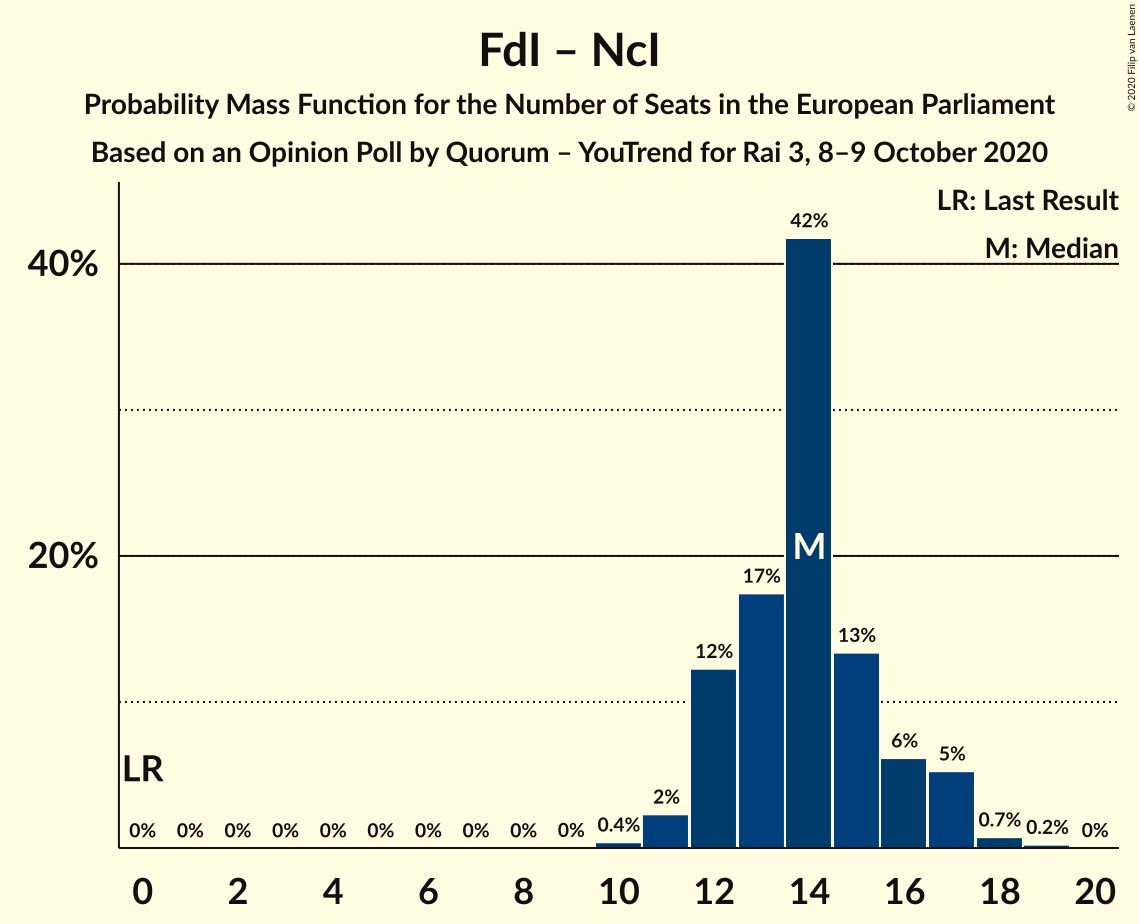 FdI – NcI
Probability Mass Function for the Number of Seats in the European Parliament
Based on an Opinion Poll by Quorum – YouTrend for Rai 3, 8–9 October 2020
© 2020 Filip van Laenen
LR: Last Result
M: Median
40%
20%
42%
M
17%
13%
12%
6%
5%
2%
0.4%
0.7%
0.2%
LR
0% 0% 0% 0% 0% 0% 0% 0% 0% 0% 0%
0 2 4 6 8 10 12 14 16 18 20